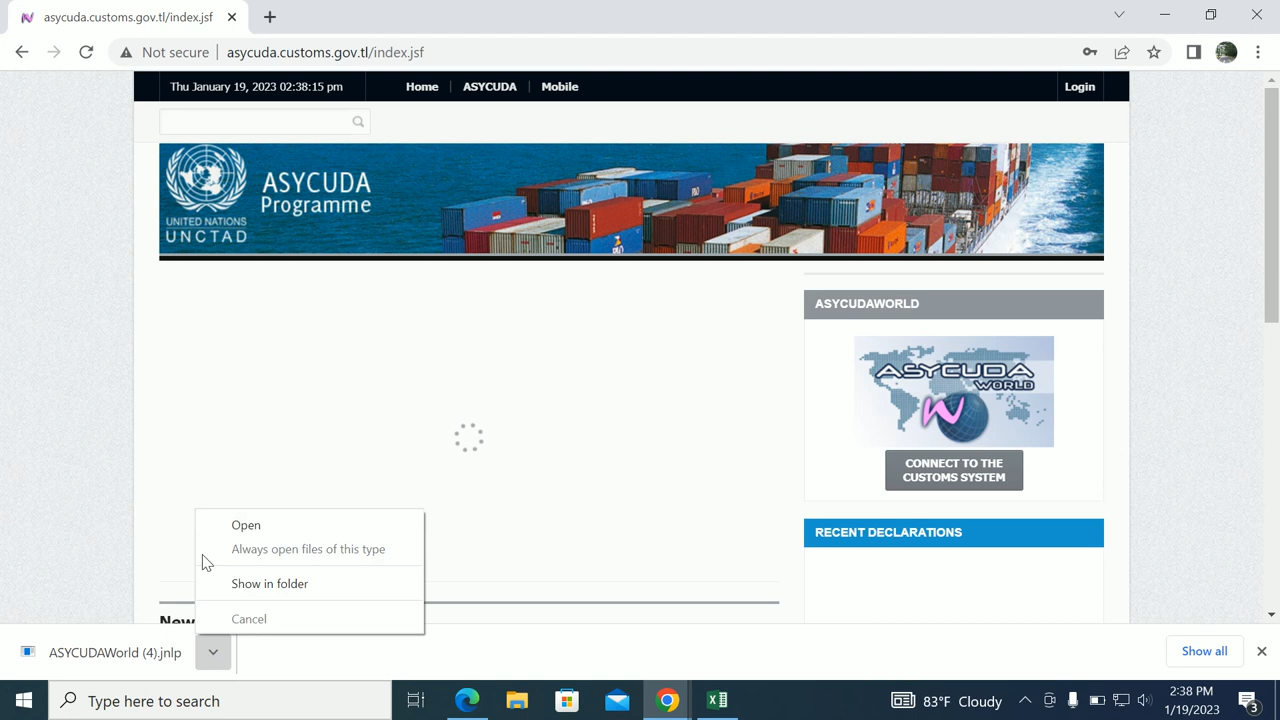 asycuda.customs.gov.tl/index.jsf
Not secure
asycuda.customs.gov.tl/index.jsf
Thu January 19, 2023 02:38:15 pm
Home
ASYCUDA
Mobile
Login
ASYCUDA
Programme
UNITED NATIONS
UNCTAD
ASYCUDAWORLD
ASYCUDA
WORLD
CONNECT TO THE
CUSTOMS SYSTEM
RECENT DECLARATIONS
Open
Always open files of this type
Show in folder
Cancel
New
ASYCUDAWorld (4).jnlp
Show all
Type here to search
83°F Cloudy
2:38 PM
1/19/2023
3